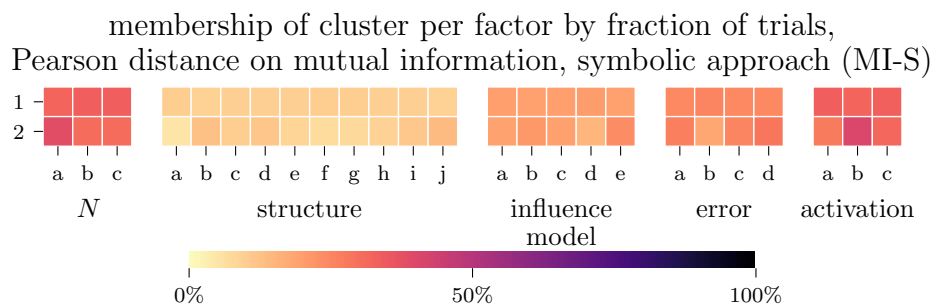 membership of cluster per factor by fraction of trials,
Pearson distance on mutual information, symbolic approach (MI-S)
1
2
a b c a b c d e f g h i j a b c d e a b c d a b c
N structure influence model error activation
0% 50% 100%